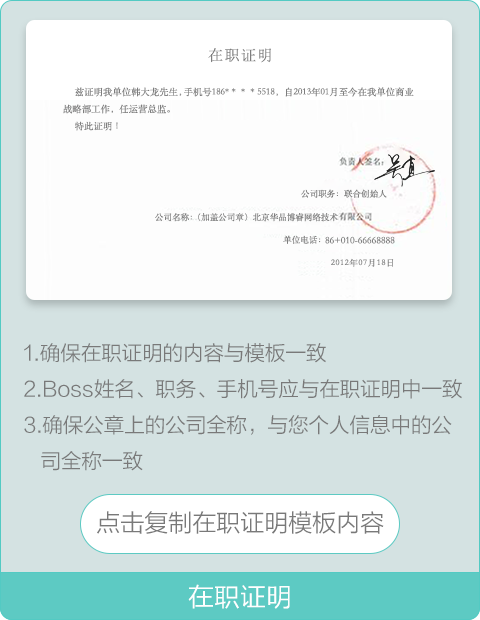 在职证明
兹证明我单位韩大龙先生，手机号186*＊＊＊5518，自2013年01月至今在我单位商业
战略部工作，任运营总监。
特此证明！
负责人签名：
公司职务：联合创始人
公司名称：（加盖公司章）北京华品博睿网络技术有限公司
单位电话：86+010-66668888
2012年07月18日
1.确保在职证明的内容与模板一致
2.Boss姓名、职务、手机号应与在职证明中一致
3.确保公章上的公司全称，与您个人信息中的公
司全称一致
点击复制在职证明模板内容
在职证明